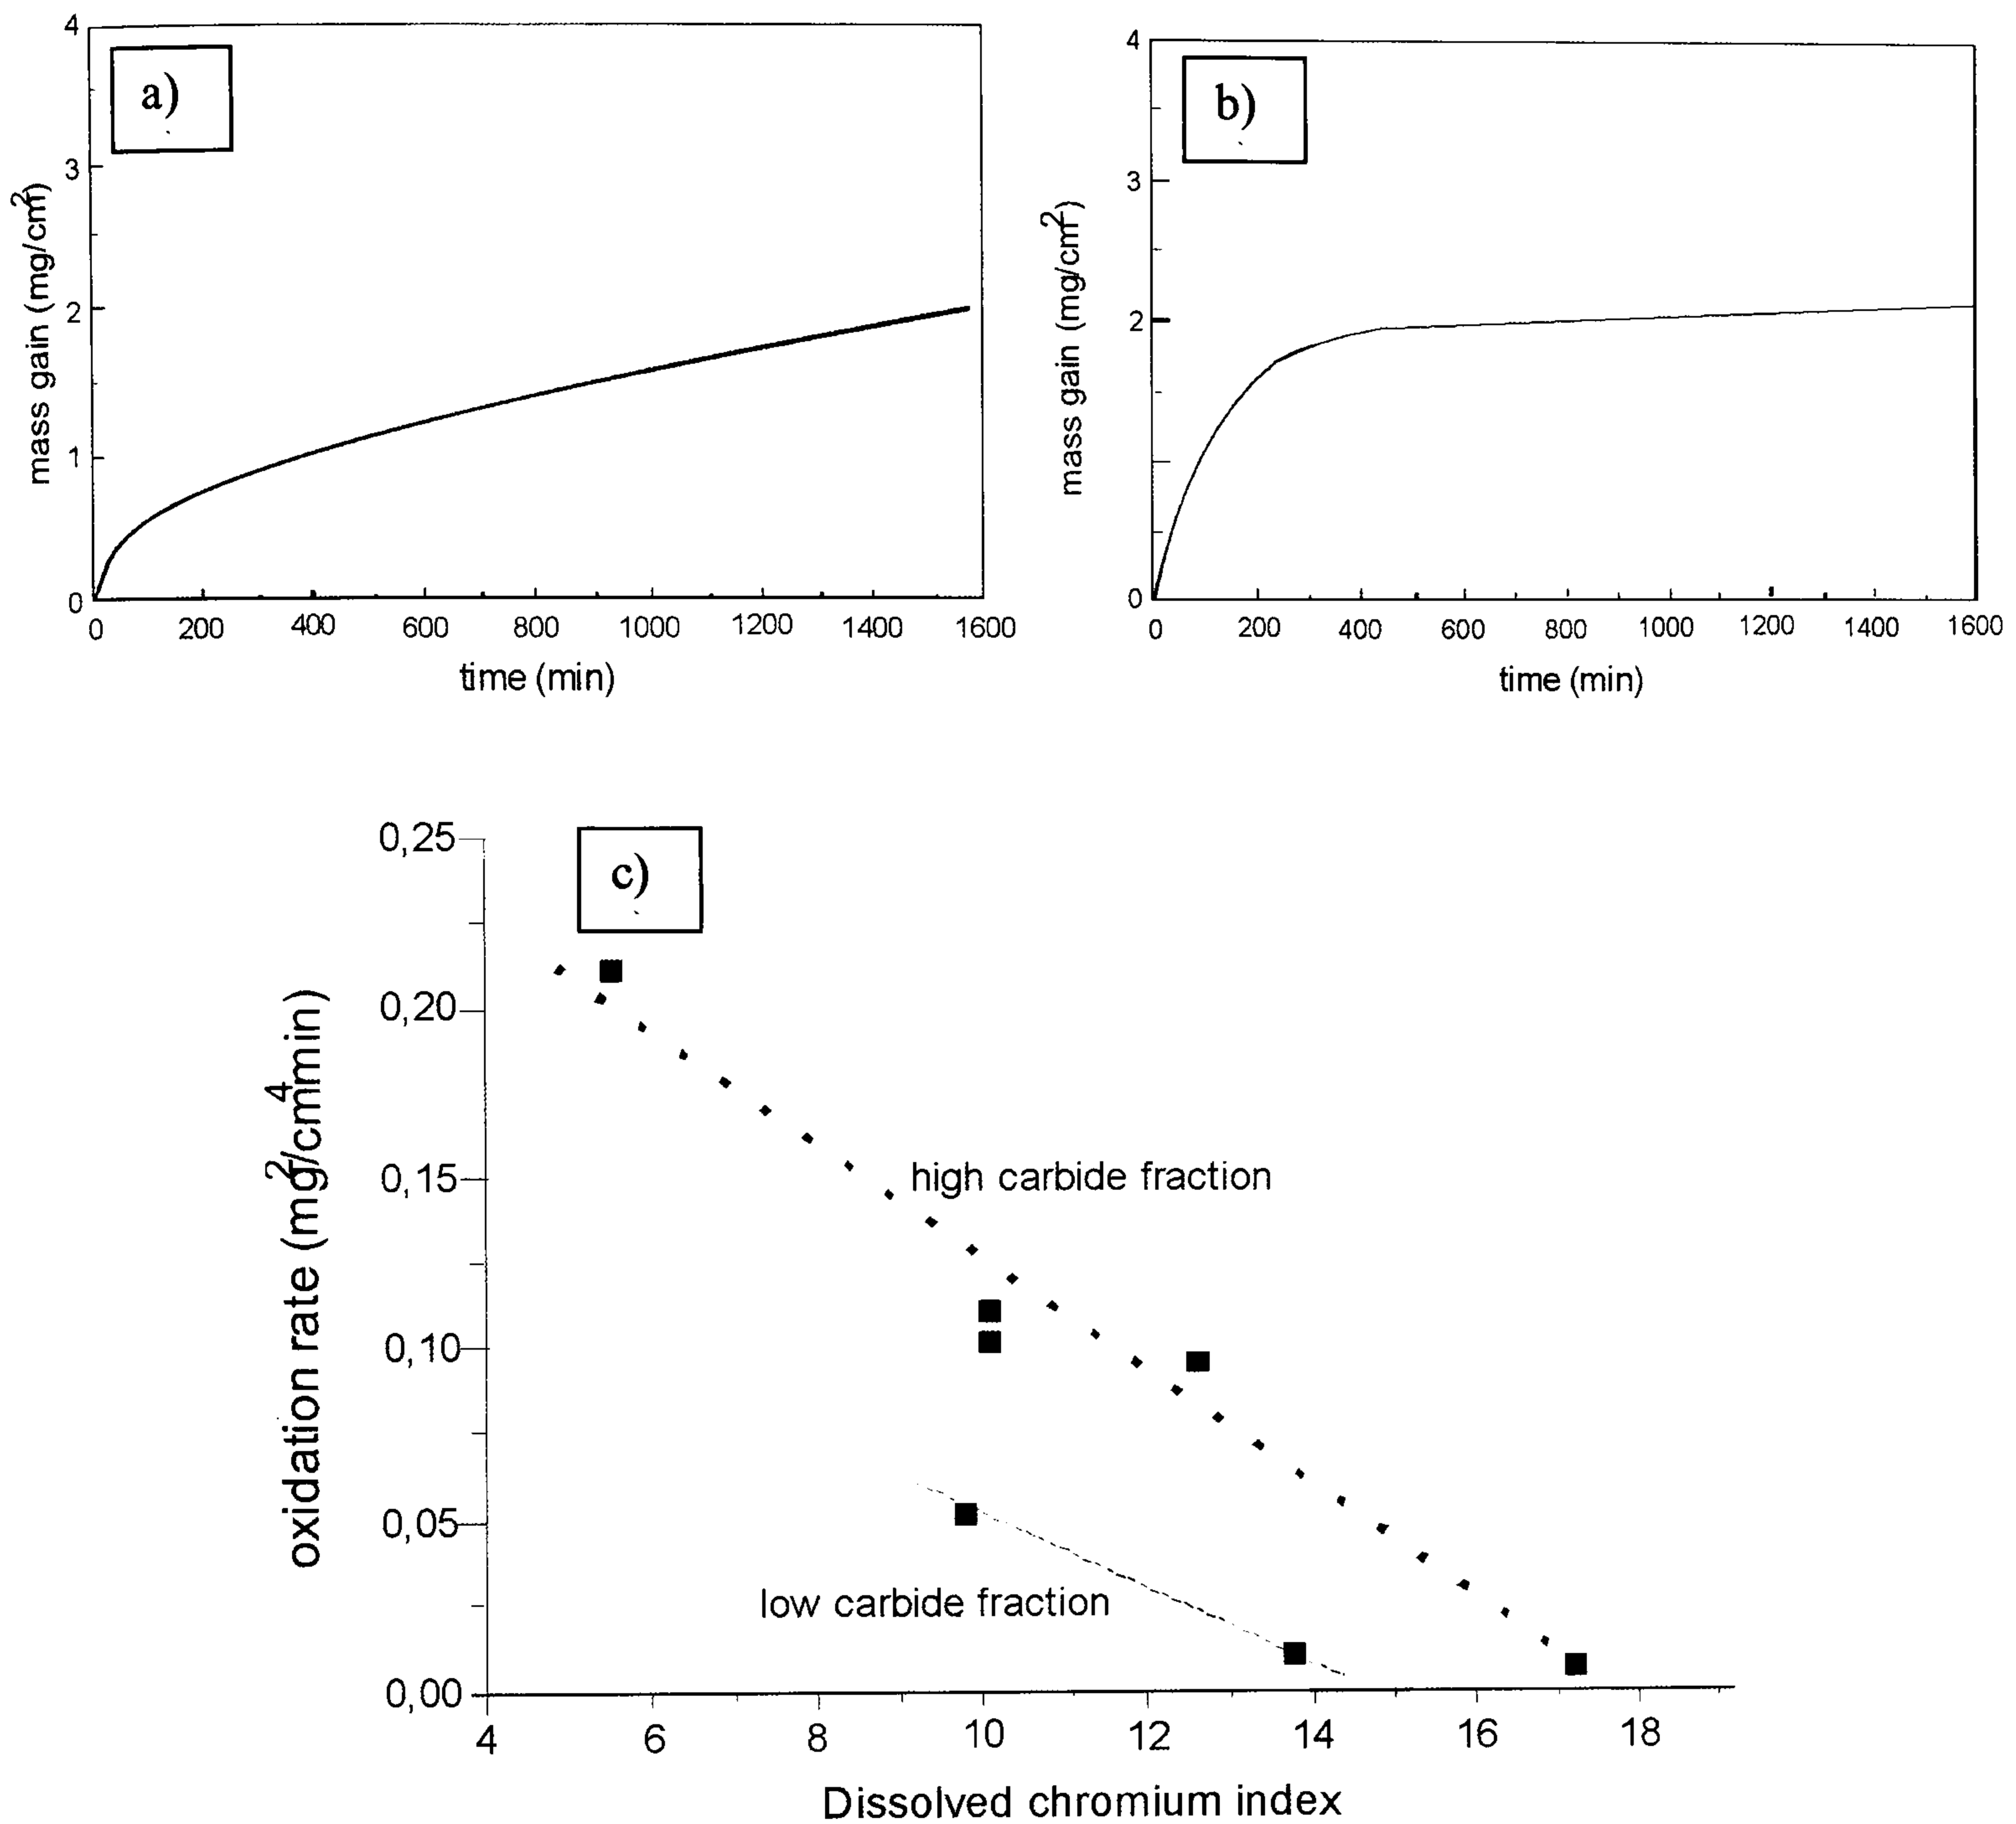 a)
4
3
2
1
0
mass gain (mg/cm2)
0 200 400 600 800 1000 1200 1400 1600
time (min)
b)
4
3
2
0
mass gain (mg/cm2)
0 200 400 600 800 1000 1200 1400 1600
time (min)
c)
0,25
0,20
0,15
0,10
0,05
0,00
oxidation rate (mg2/cm4min)
high carbide fraction
low carbide fraction
4 6 8 10 12 14 16 18
Dissolved chromium index